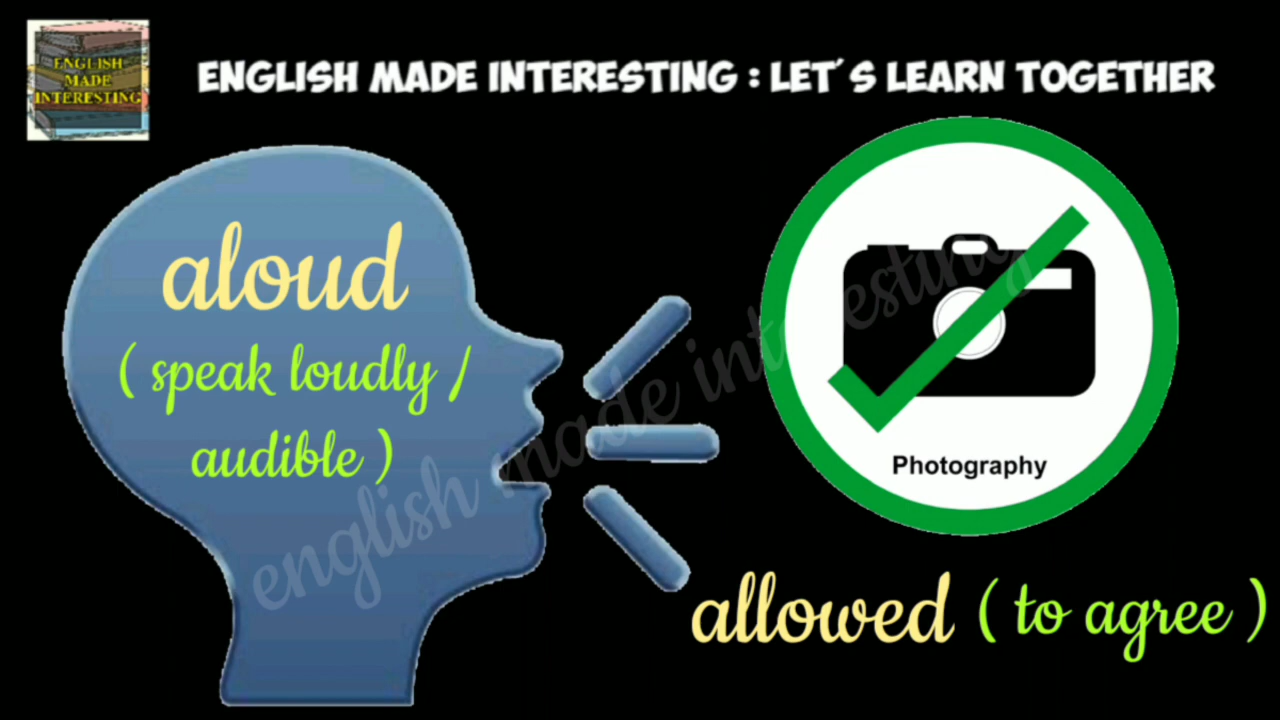 ENGLISH
MADE
INTERESTING
ENGLISH MADE INTERESTING : LET´S LEARN TOGETHER
aloud
( speak loudly /
audible )
Photography
allowed ( to agree )
english made interesting